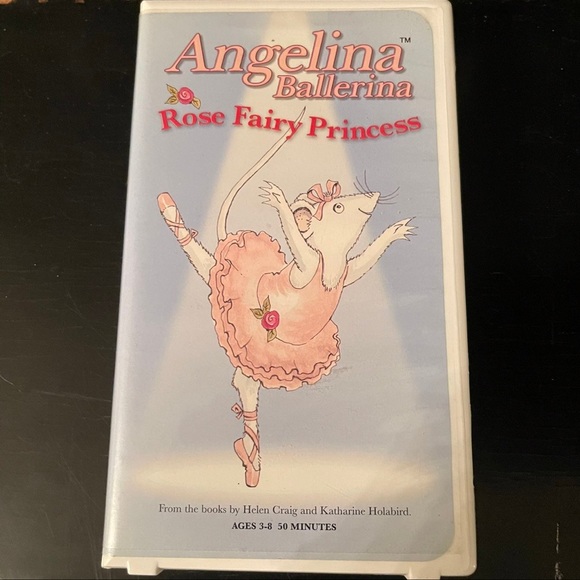 Angelina™
Ballerina
Rose Fairy Princess
From the books by Helen Craig and Katharine Holabird.
AGES 3-8 50 MINUTES